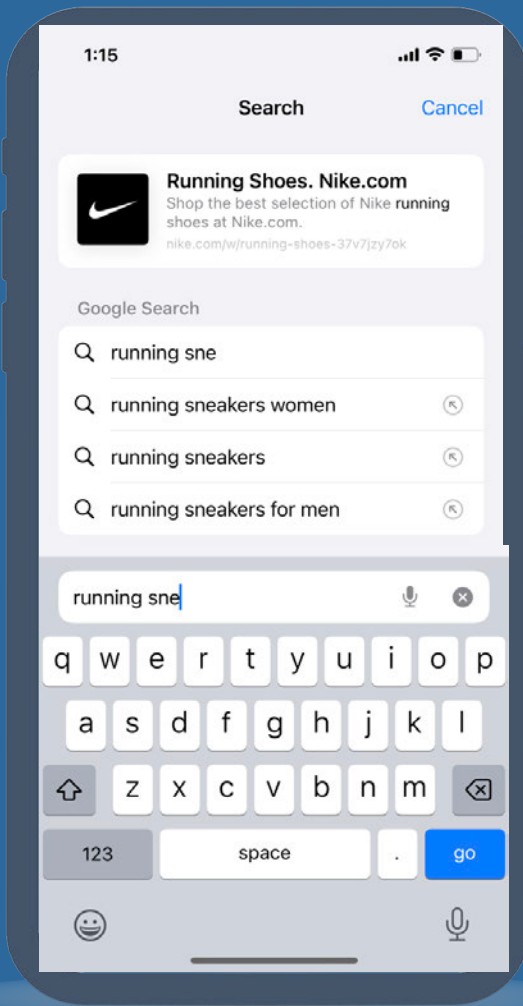 1:15
Search Cancel
Running Shoes. Nike.com
Shop the best selection of Nike running
shoes at Nike.com.
nike.com/w/running-shoes-37v7jzy7ok
Google Search
running sne
running sneakers women
running sneakers
running sneakers for men
running sne
q w e r t y u i o p
a s d f g h j k l
z x c v b n m
123 space . go